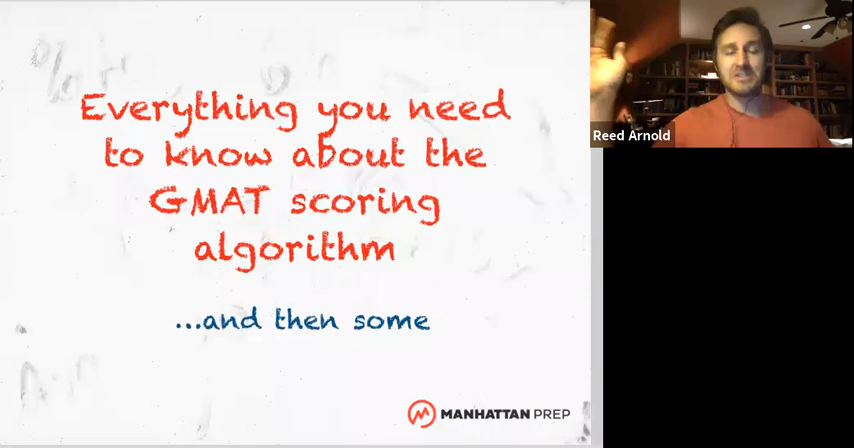 Everything you need
to know about the
GMAT scoring
algorithm
...and then some
MANHATTAN PREP
Reed Arnold